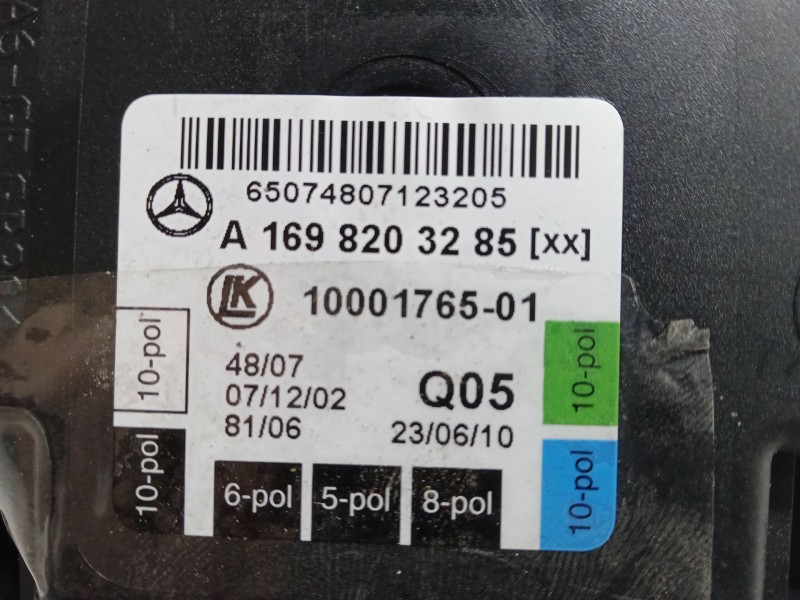 65074807123205
A 169 820 32 85 [xx]
LK
10001765-01
10-pol
48/07
07/12/02
81/06
Q05
23/06/10
10-pol
10-pol
6-pol
5-pol
8-pol
10-pol